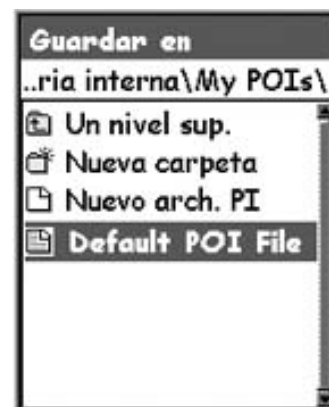 Guardar en
..ria interna\My POIs\
Un nivel sup.
Nueva carpeta
Nuevo arch. PI
Default POI File